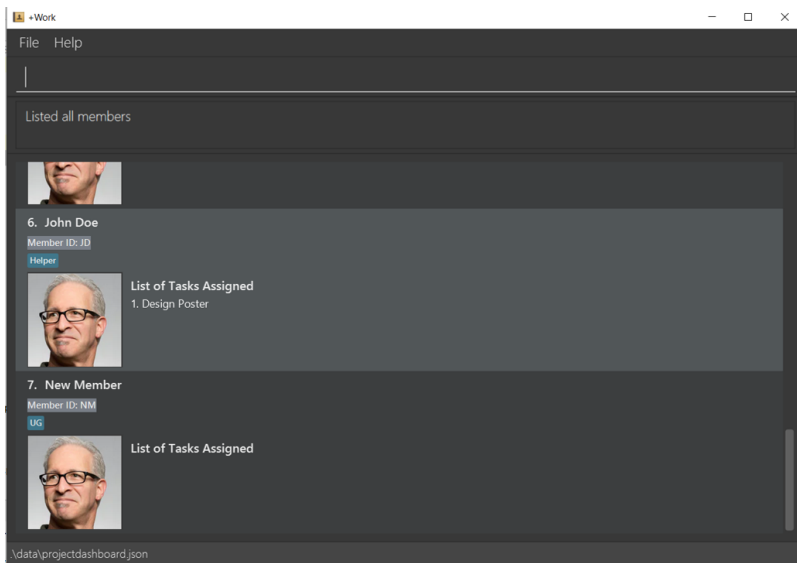 +Work
File Help
Listed all members
6. John Doe
Member ID: JD
Helper
List of Tasks Assigned
1. Design Poster
7. New Member
Member ID: NM
UG
List of Tasks Assigned
.\data\projectdashboard.json